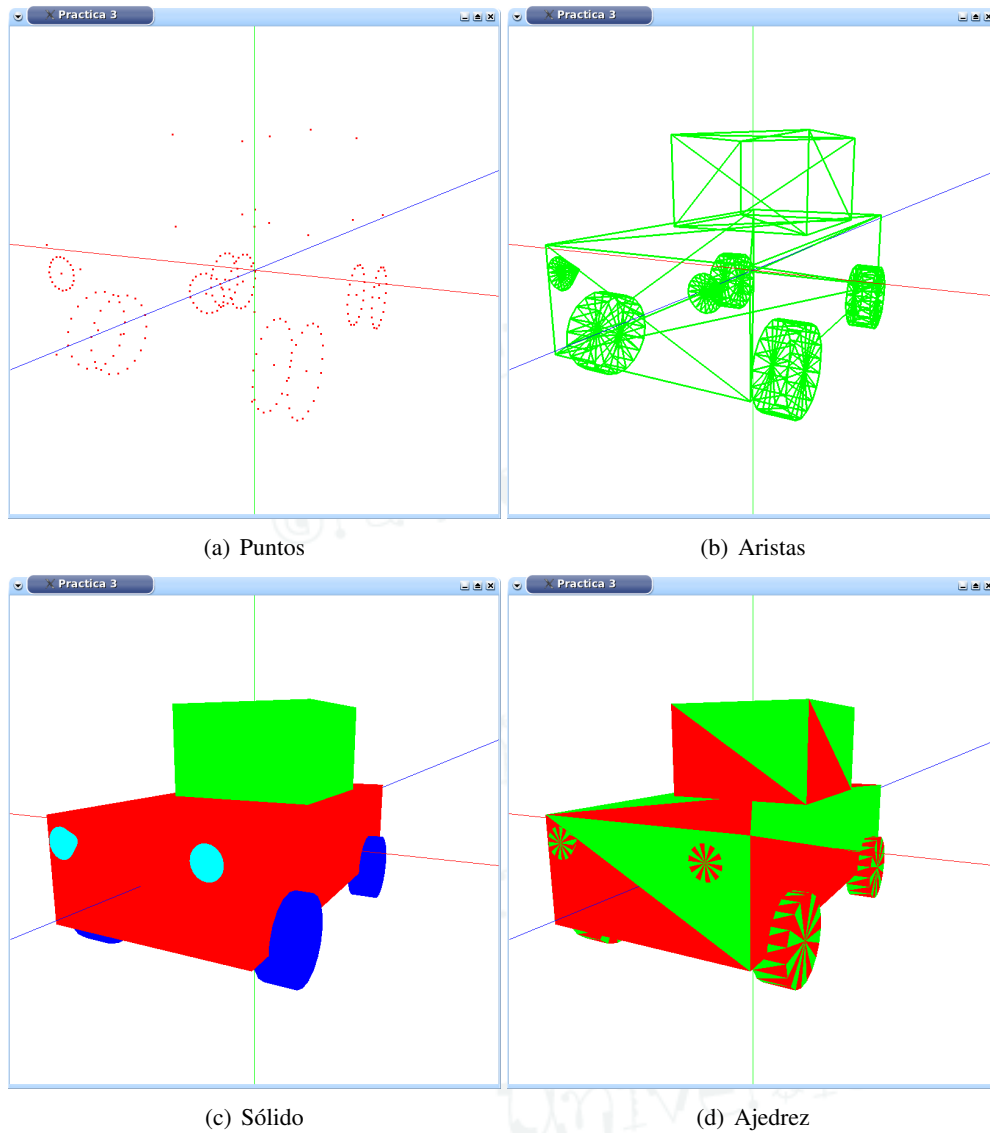 Practica 3
Practica 3
(a) Puntos
(b) Aristas
Practica 3
Practica 3
(c) Sólido
(d) Ajedrez